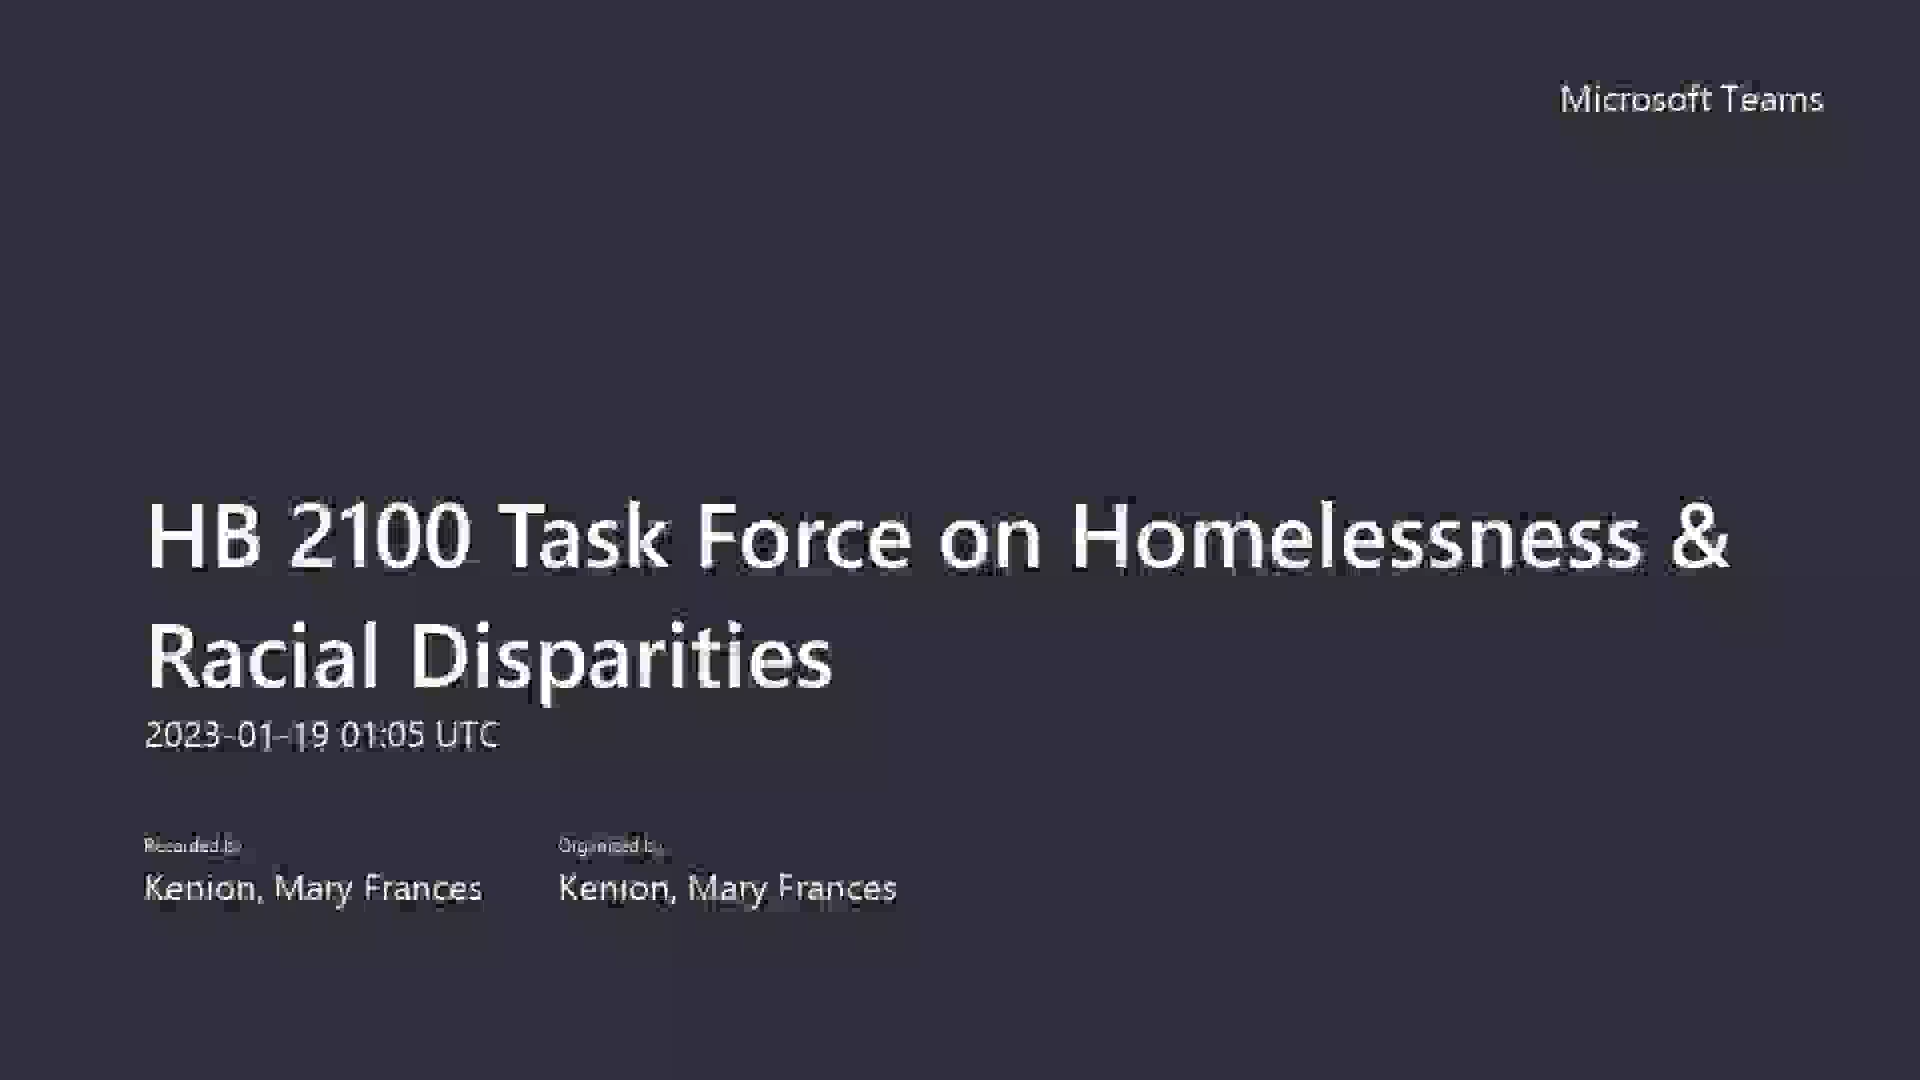 Microsoft Teams
HB 2100 Task Force on Homelessness &
Racial Disparities
2023-01-19 01:05 UTC
Recorded by
Organized by
Kenion, Mary Frances
Kenion, Mary Frances